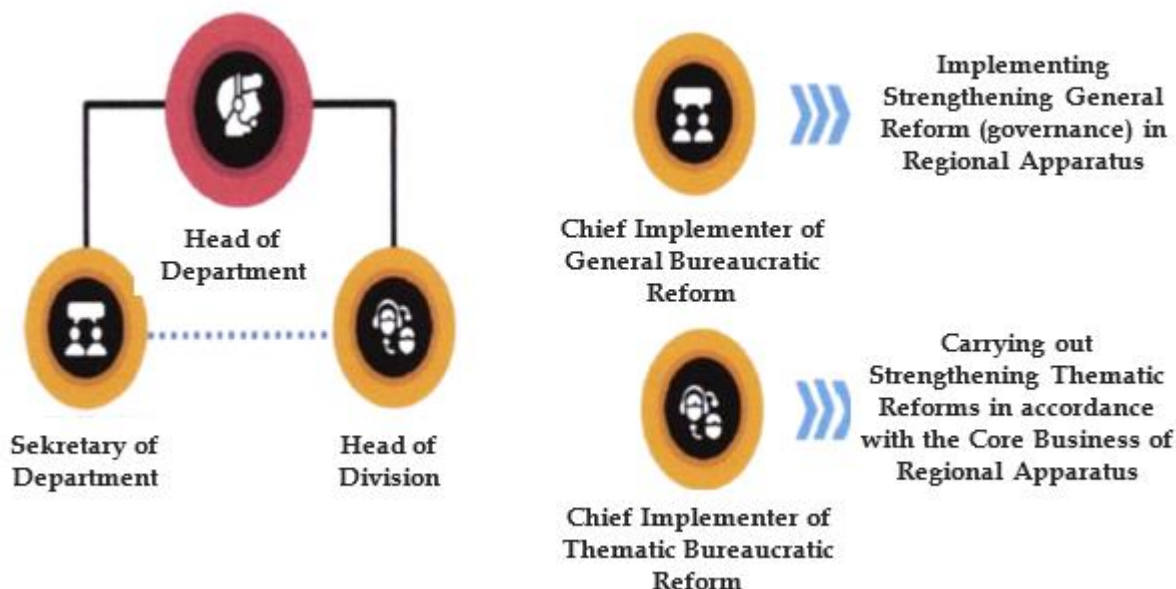 Head of
Department
Sekretary of
Department
Head of
Division
Chief Implementer of
General Bureaucratic
Reform
Implementing
Strengthening General
Reform (governance) in
Regional Apparatus
Chief Implementer of
Thematic Bureaucratic
Reform
Carrying out
Strengthening Thematic
Reforms in accordance
with the Core Business of
Regional Apparatus